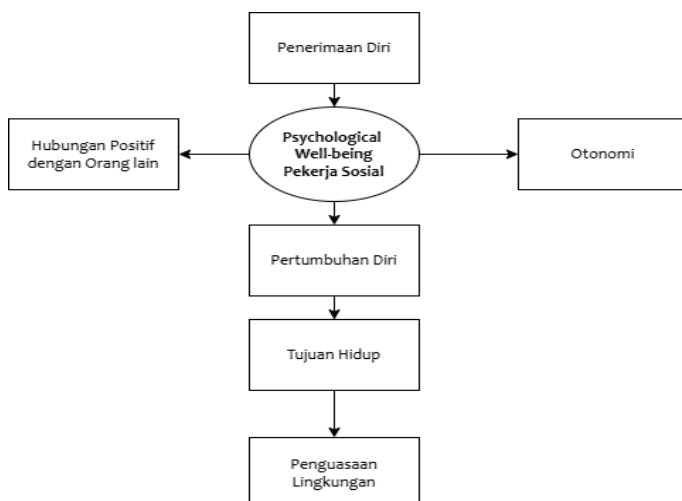 Penerimaan Diri
Hubungan Positif
dengan Orang lain
Psychological
Well-being
Pekerja Sosial
Otonomi
Pertumbuhan Diri
Tujuan Hidup
Penguasaan
Lingkungan